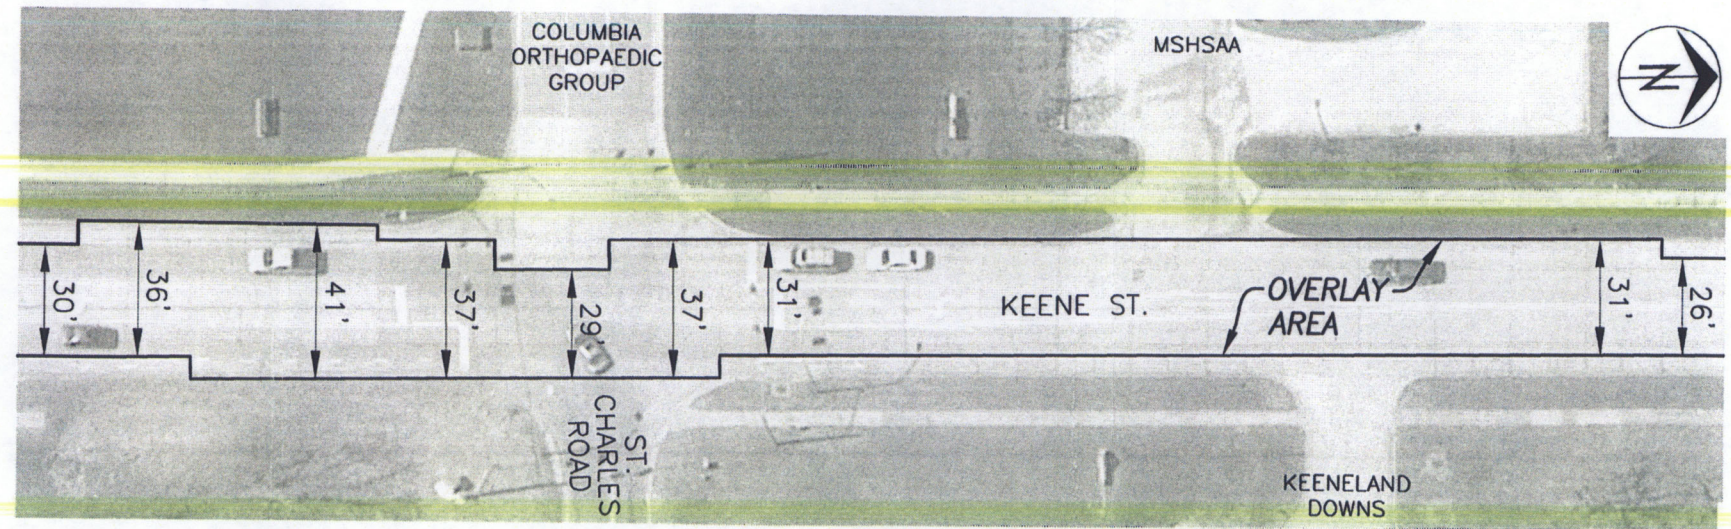 COLUMBIA
ORTHOPAEDIC
GROUP
MSHSAA
N
30'
36'
41'
37'
29'
37'
31'
KEENE ST.
OVERLAY
AREA
31'
26'
ST.
CHARLES
ROAD
KEENELAND
DOWNS